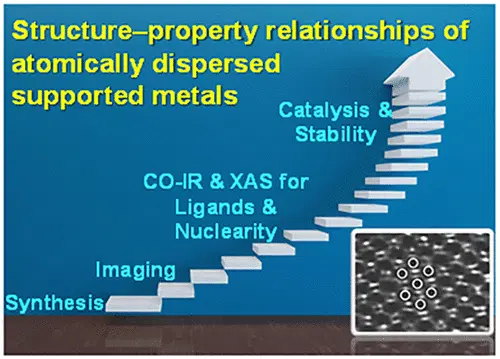 Structure–property relationships of
atomically dispersed
supported metals
Catalysis &
Stability
CO-IR & XAS for
Ligands &
Nuclearity
Imaging
Synthesis